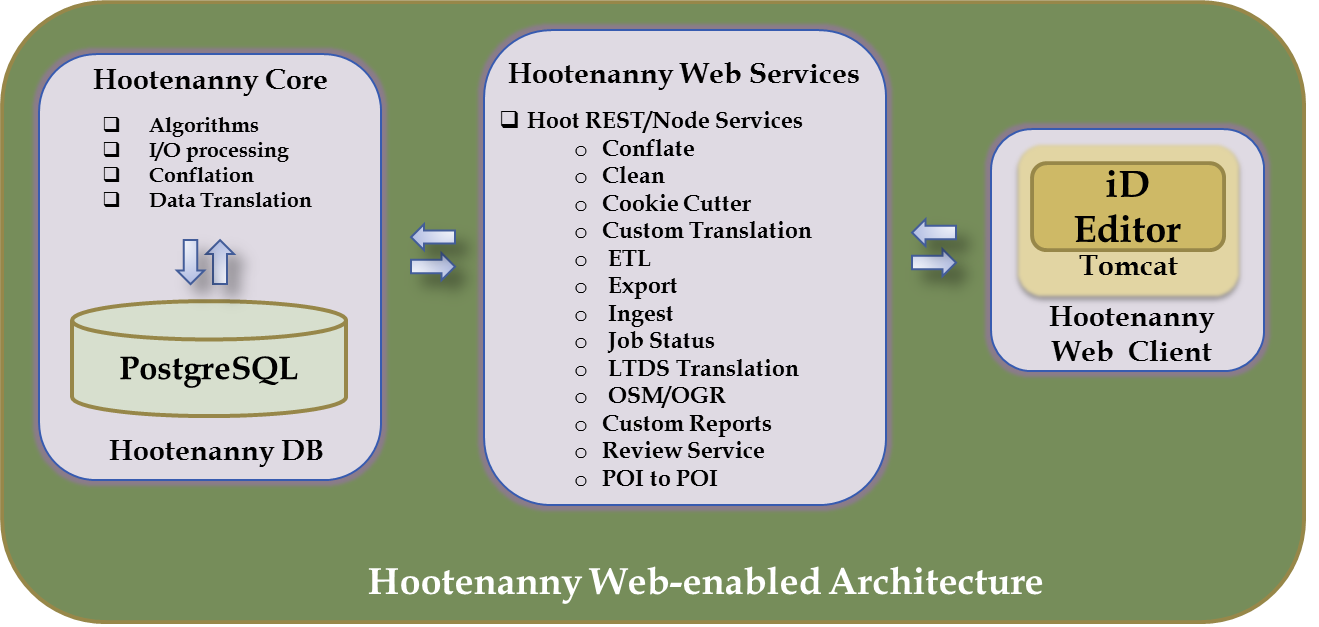 Hootenanny Core
❑ Algorithms
❑ I/O processing
❑ Conflation
❑ Data Translation
PostgreSQL
Hootenanny DB
Hootenanny Web Services
❑ Hoot REST/Node Services
o Conflate
o Clean
o Cookie Cutter
o Custom Translation
o ETL
o Export
o Ingest
o Job Status
o LTDS Translation
o OSM/OGR
o Custom Reports
o Review Service
o POI to POI
iD
Editor
Tomcat
Hootenanny
Web Client
Hootenanny Web-enabled Architecture